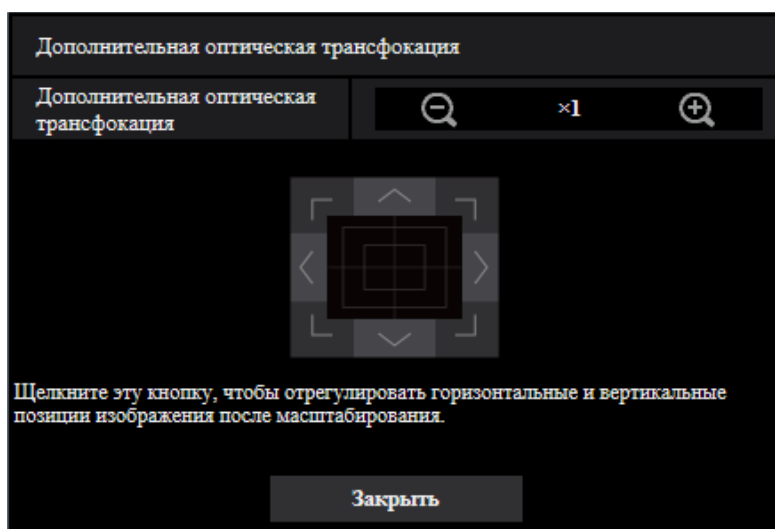 Дополнительная оптическая трансфокация
Дополнительная оптическая
трансфокация
×1
Щелкните эту кнопку, чтобы отрегулировать горизонтальные и вертикальные
позиции изображения после масштабирования.
Закрыть